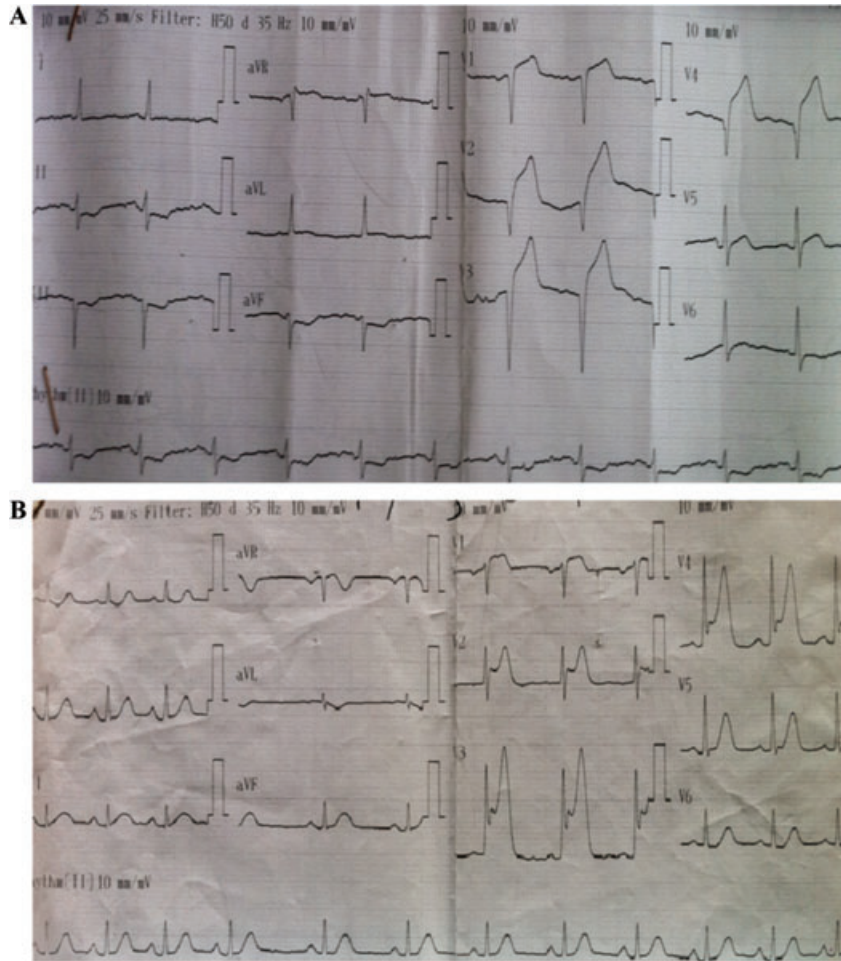 A
10 mm/mV 25 mm/s Filter: H50 d 35 Hz 10 mm/mV
10 mm/mV
10 mm/mV
I
aVR
V1
V4
II
aVL
V2
V5
III
aVF
V3
V6
hythm[II]10 mm/mV
B
mm/mV 25 mm/s Filter: H50 d 35 Hz 10 mm/mV
mm/mV
10 mm/mV
aVR
V1
V4
aVL
V2
V5
aVF
V3
V6
ythm[II]10 mm/mV